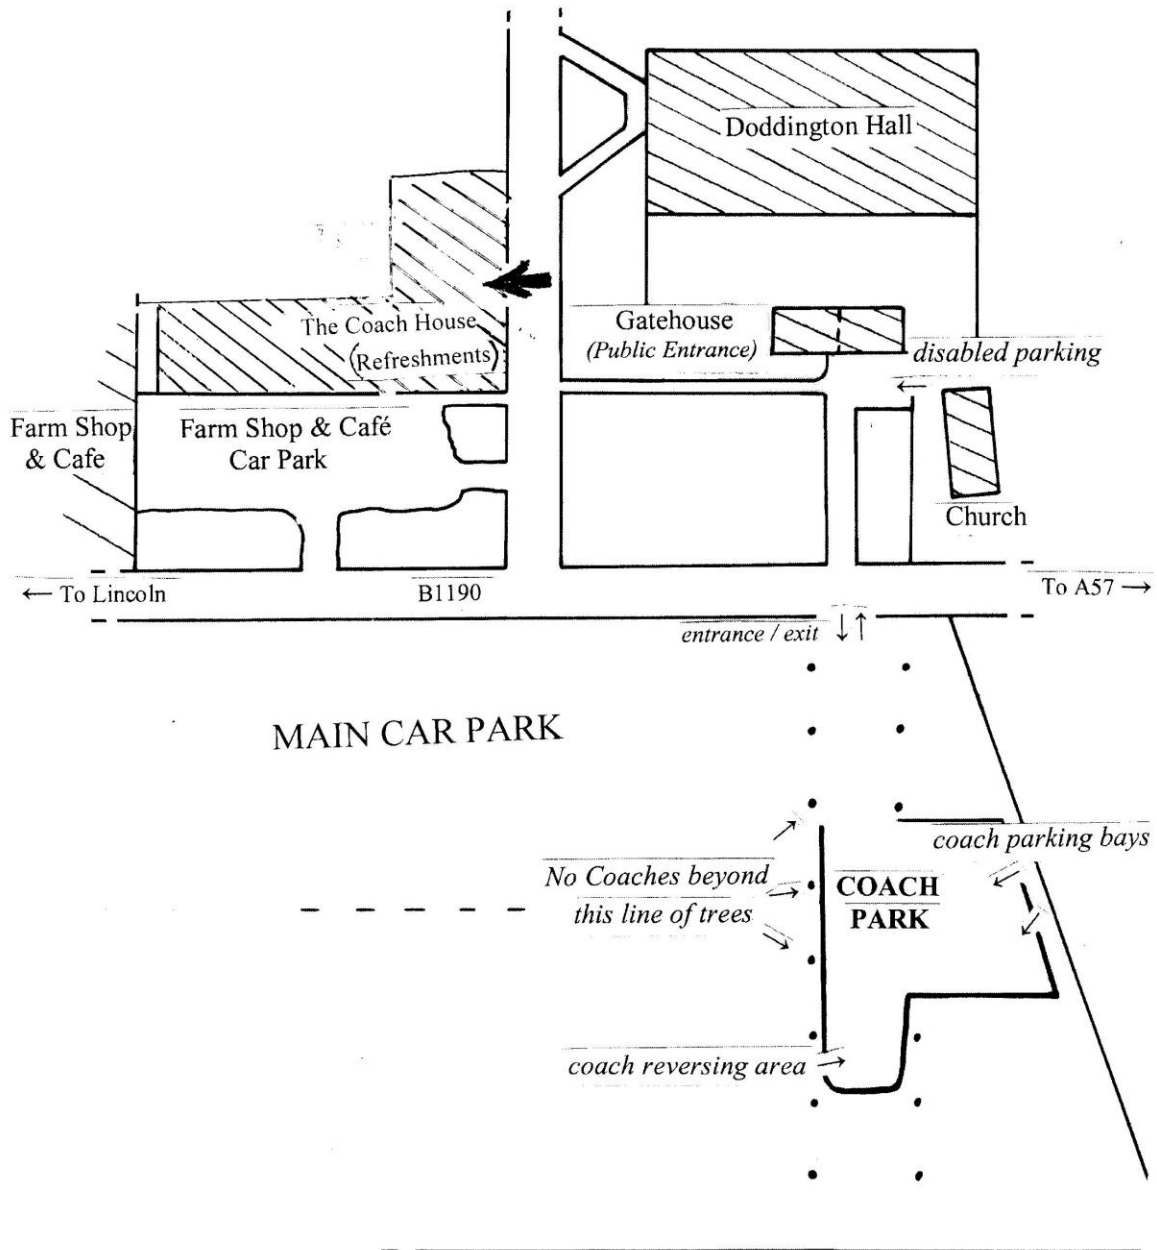 Doddington Hall
The Coach House
(Refreshments)
Gatehouse
(Public Entrance)
disabled parking
←
Farm Shop
& Cafe
Farm Shop & Café
Car Park
Church
← To Lincoln
B1190
To A57 →
entrance / exit ↓↑
MAIN CAR PARK
coach parking bays
No Coaches beyond
this line of trees
COACH
PARK
coach reversing area →